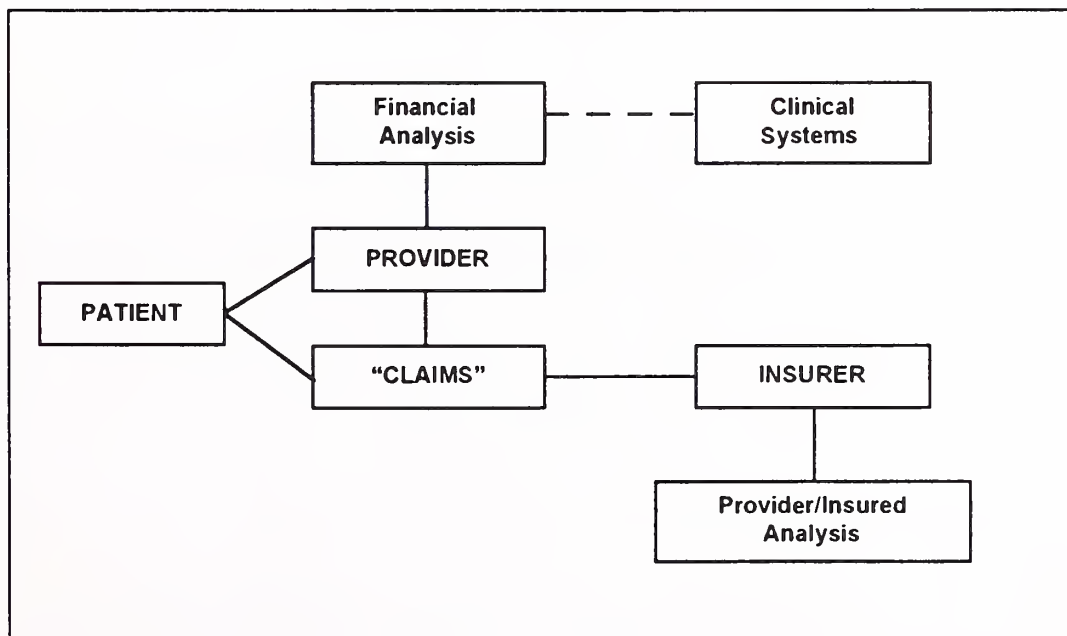 Financial
Analysis
Clinical
Systems
PROVIDER
PATIENT
“CLAIMS”
INSURER
Provider/Insured
Analysis